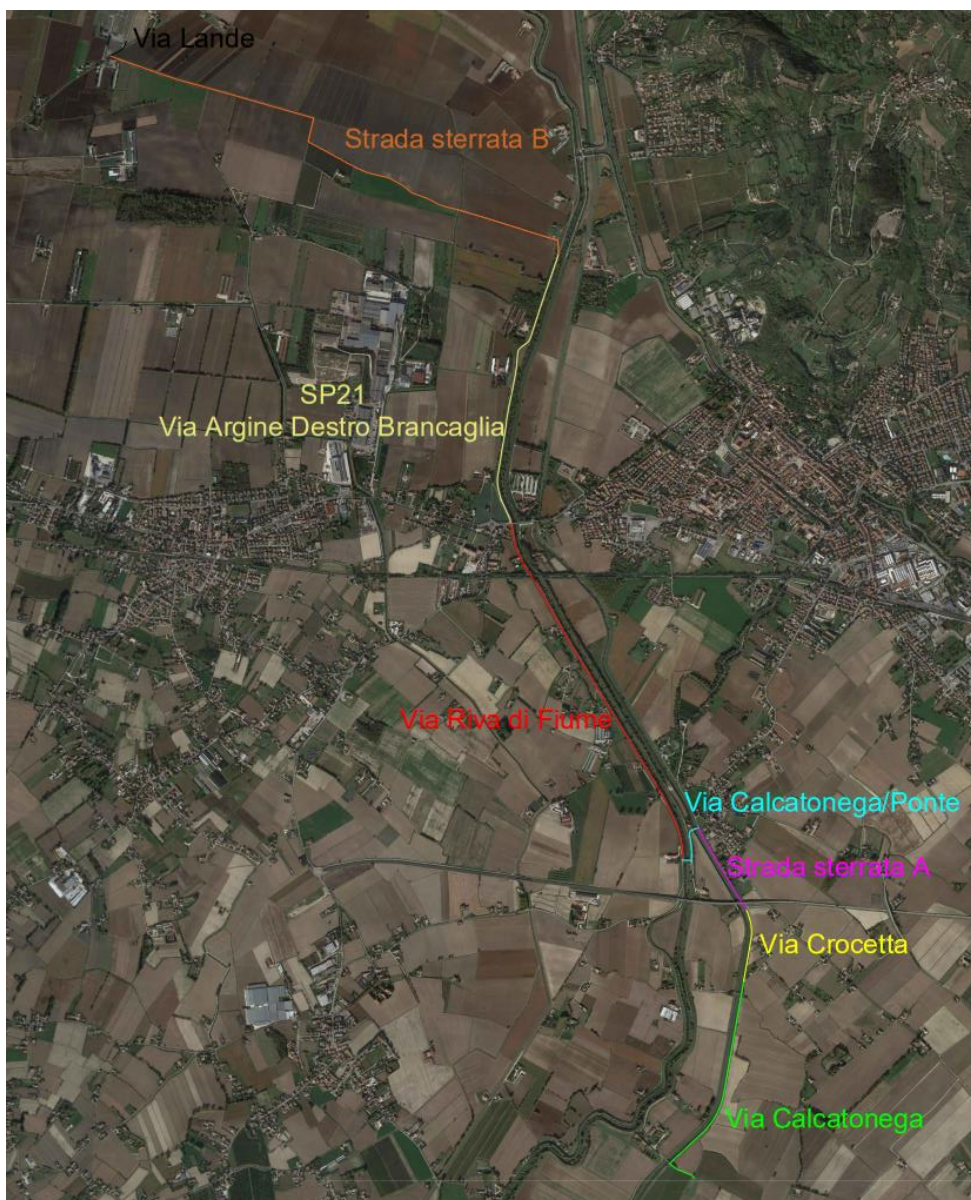 Via Lande
Strada sterrata B
SP21
Via Argine Destro Brancaglia
Via Riva di Fiume
Via Calcatonega/Ponte
Strada sterrata A
Via Crocetta
Via Calcatonega